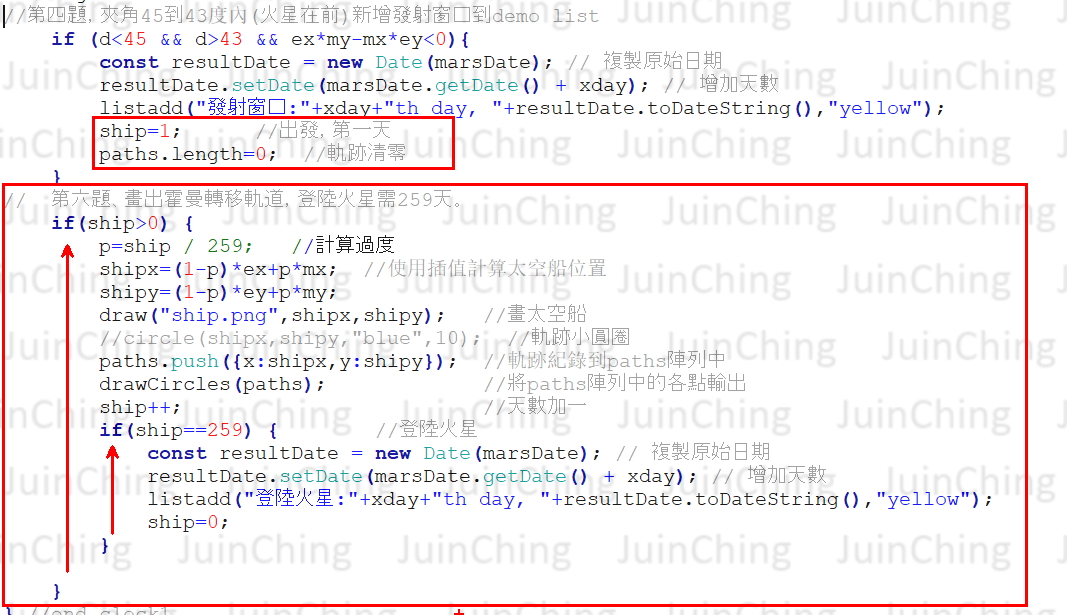 //第四題，夾角45到43度內(火星在前)新增發射窗口到demo list
if (d<45 && d>43 && ex*my-mx*ey<0){
const resultDate = new Date(marsDate); // 複製原始日期
resultDate.setDate(marsDate.getDate() + xday); // 增加天數
listadd("發射窗口:"+xday+"th day, "+resultDate.toDateString(),"yellow");
ship=1; //出發，第一天
paths.length=0; //軌跡清零
}
// 第六題、畫出霍曼轉移軌道，登陸火星需259天。
if(ship>0) {
p=ship / 259; //計算過度
shipx=(1-p)*ex+p*mx; //使用插值計算太空船位置
shipy=(1-p)*ey+p*my;
draw("ship.png",shipx,shipy); //畫太空船
//circle(shipx,shipy,"blue",10); //軌跡小圓圈
paths.push({x:shipx,y:shipy}); //軌跡紀錄到paths陣列中
drawCircles(paths); //將paths陣列中的各點輸出
ship++; //天數加一
if(ship==259) { //登陸火星
const resultDate = new Date(marsDate); // 複製原始日期
resultDate.setDate(marsDate.getDate() + xday); // 增加天數
listadd("登陸火星:"+xday+"th day, "+resultDate.toDateString(),"yellow");
ship=0;
}
}